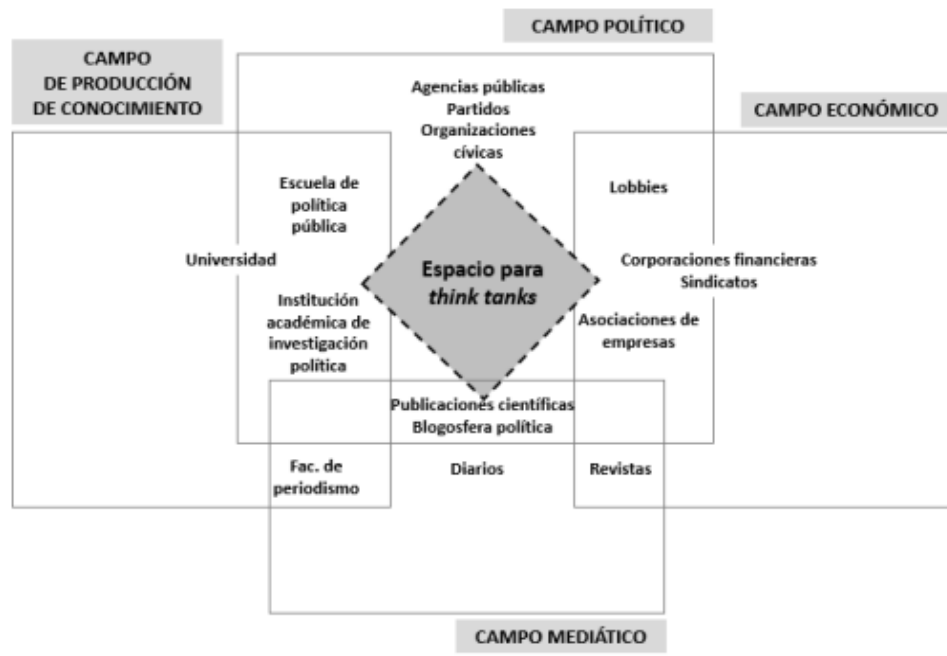 CAMPO POLÍTICO
CAMPO
DE PRODUCCIÓN
DE CONOCIMIENTO
CAMPO ECONÓMICO
Agencias públicas
Partidos
Organizaciones
cívicas
Escuela de
política
pública
Lobbies
Universidad
Espacio para
think tanks
Corporaciones financieras
Sindicatos
Institución
académica de
investigación
política
Asociaciones de
empresas
Publicaciones científicas
Blogosfera política
Fac. de
periodismo
Diarios
Revistas
CAMPO MEDIÁTICO